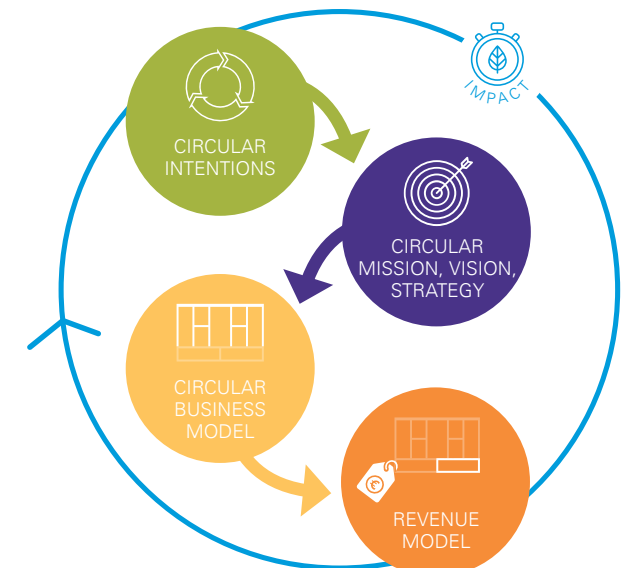 IMPACT
CIRCULAR
INTENTIONS
CIRCULAR
MISSION, VISION,
STRATEGY
CIRCULAR
BUSINESS
MODEL
€
REVENUE
MODEL